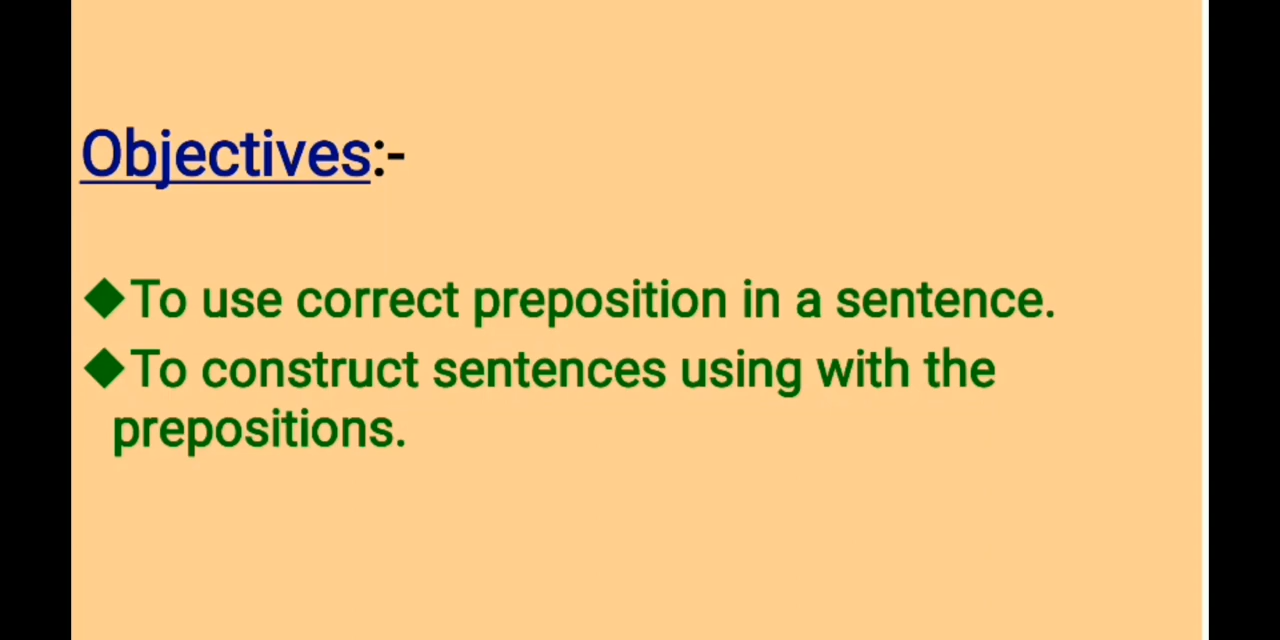 Objectives:-
◆To use correct preposition in a sentence.
◆To construct sentences using with the
prepositions.